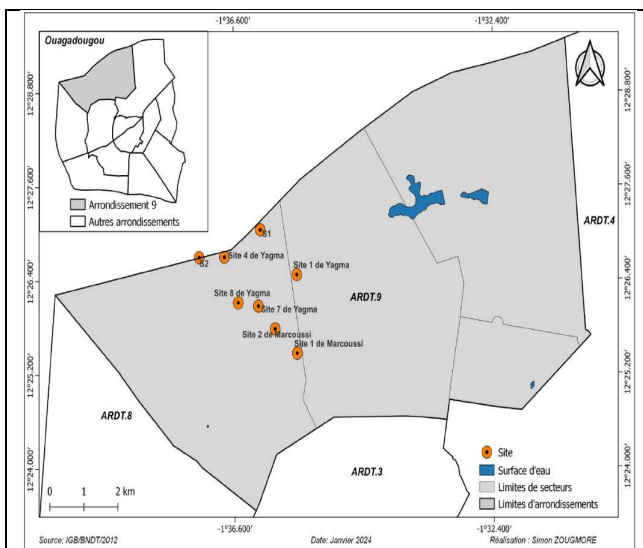 -1°36.600'
-1°32.400'
Ouagadougou
Arrondissement 9
Autres arrondissements
12°28.800'
12°27.600'
12°26.400'
12°25.200'
12°24.000'
12°28.800'
12°27.600'
12°26.400'
12°25.200'
12°24.000'
ARDT.4
S1
S2
Site 4 de Yagma
Site 1 de Yagma
Site 8 de Yagma
ARDT.9
Site 7 de Yagma
Site 2 de Marcoussi
Site 1 de Marcoussi
ARDT.8
ARDT.3
Site
Surface d'eau
Limites de secteurs
Limites d'arrondissements
0 1 2 km
-1°36.600'
-1°32.400'
Source: IGB/BNDT/2012
Date: Janvier 2024
Réalisation : Simon ZOUGMORE